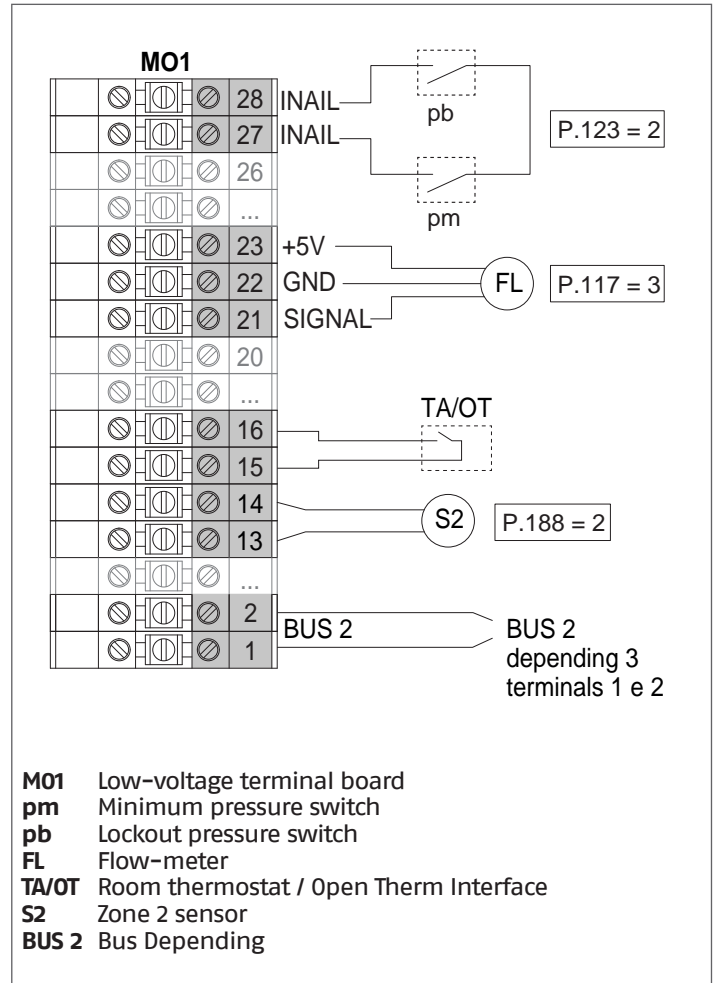 MO1
28 INAIL
pb
27 INAIL
P.123 = 2
26
pm
...
23 +5V
22 GND
FL
P.117 = 3
21 SIGNAL
20
...
TA/OT
16
15
14
S2
P.188 = 2
13
...
2
BUS 2
1
BUS 2
depending 3
terminals 1 e 2
M01 Low-voltage terminal board
pm Minimum pressure switch
pb Lockout pressure switch
FL Flow-meter
TA/OT Room thermostat / Open Therm Interface
S2 Zone 2 sensor
BUS 2 Bus Depending